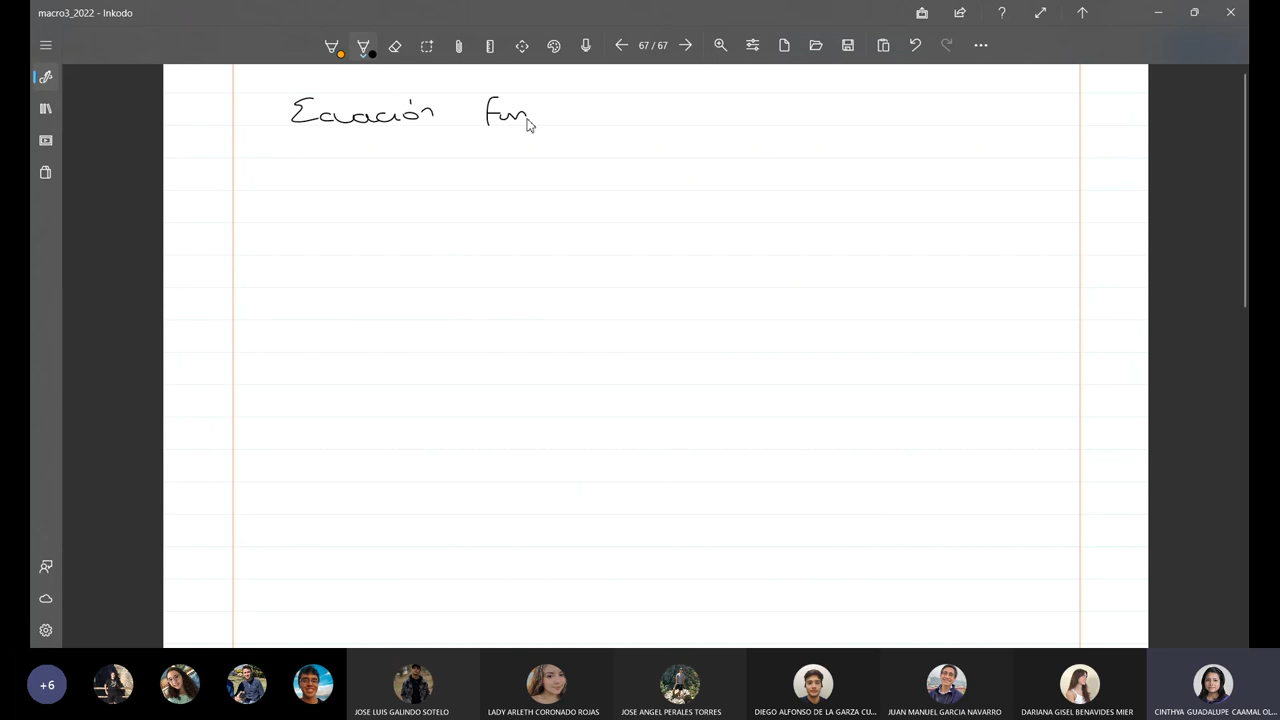 macro3_2022 - Inkodo
67 / 67
Ecuación Fun
+6
JOSE LUIS GALINDO SOTELO
LADY ARLETH CORONADO ROJAS
JOSE ANGEL PERALES TORRES
DIEGO ALFONSO DE LA GARZA CU...
JUAN MANUEL GARCIA NAVARRO
DARIANA GISEL BENAVIDES MIER
CINTHYA GUADALUPE CAAMAL OL...